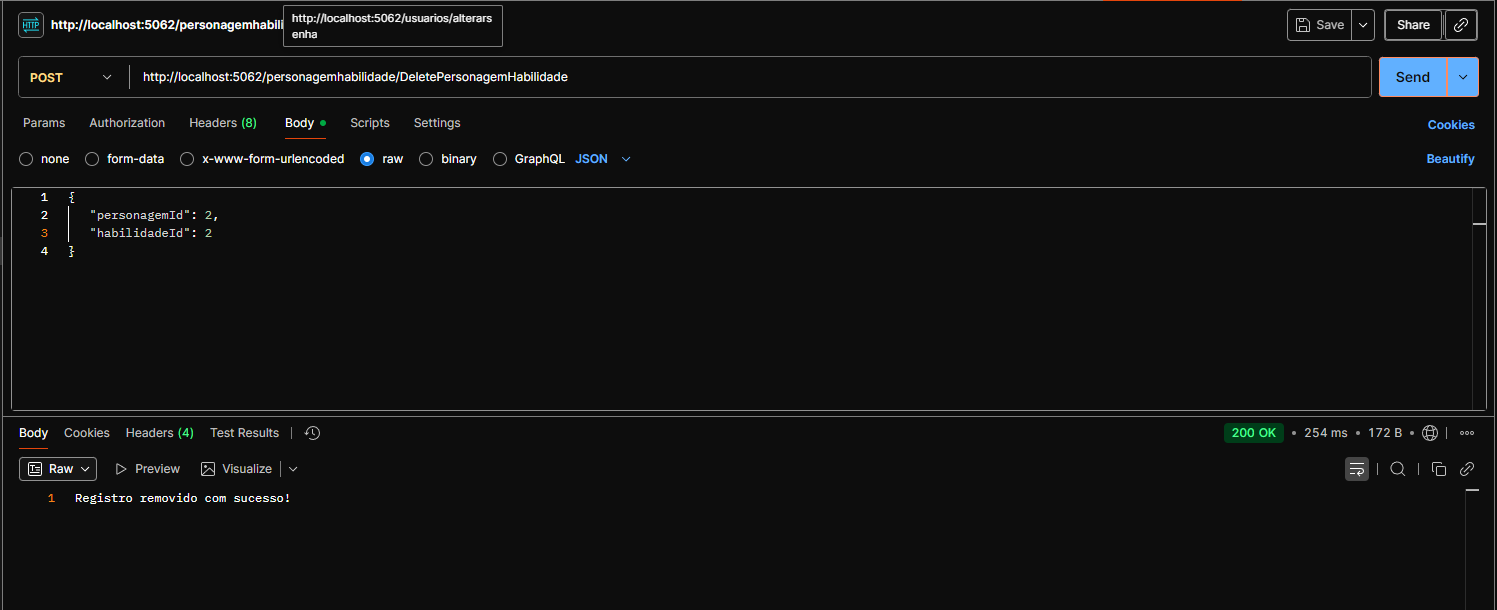 HTTP http://localhost:5062/personagemhabili
http://localhost:5062/usuarios/alterars
enha
Save Share
POST http://localhost:5062/personagemhabilidade/DeletePersonagemHabilidade Send
Params Authorization Headers (8) Body Scripts Settings Cookies
none form-data x-www-form-urlencoded raw binary GraphQL JSON Beautify
1 {
2 "personagemId": 2,
3 "habilidadeId": 2
4 }
Body Cookies Headers (4) Test Results 200 OK • 254 ms • 172 B •
Raw Preview Visualize
1 Registro removido com sucesso!